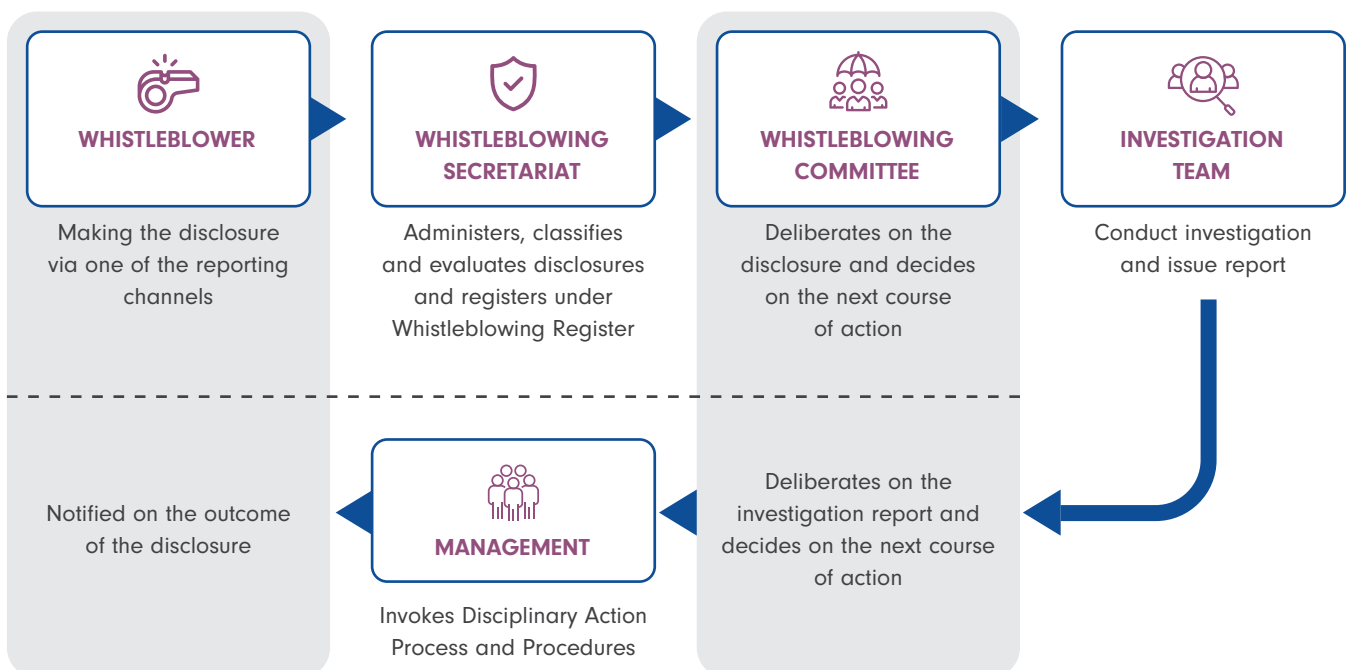 WHISTLEBLOWER
Making the disclosure
via one of the reporting
channels
WHISTLEBLOWING
SECRETARIAT
Administers, classifies
and evaluates disclosures
and registers under
Whistleblowing Register
WHISTLEBLOWING
COMMITTEE
Deliberates on the
disclosure and decides
on the next course
of action
INVESTIGATION
TEAM
Conduct investigation
and issue report
Deliberates on the
investigation report and
decides on the next course
of action
MANAGEMENT
Invokes Disciplinary Action
Process and Procedures
Notified on the outcome
of the disclosure